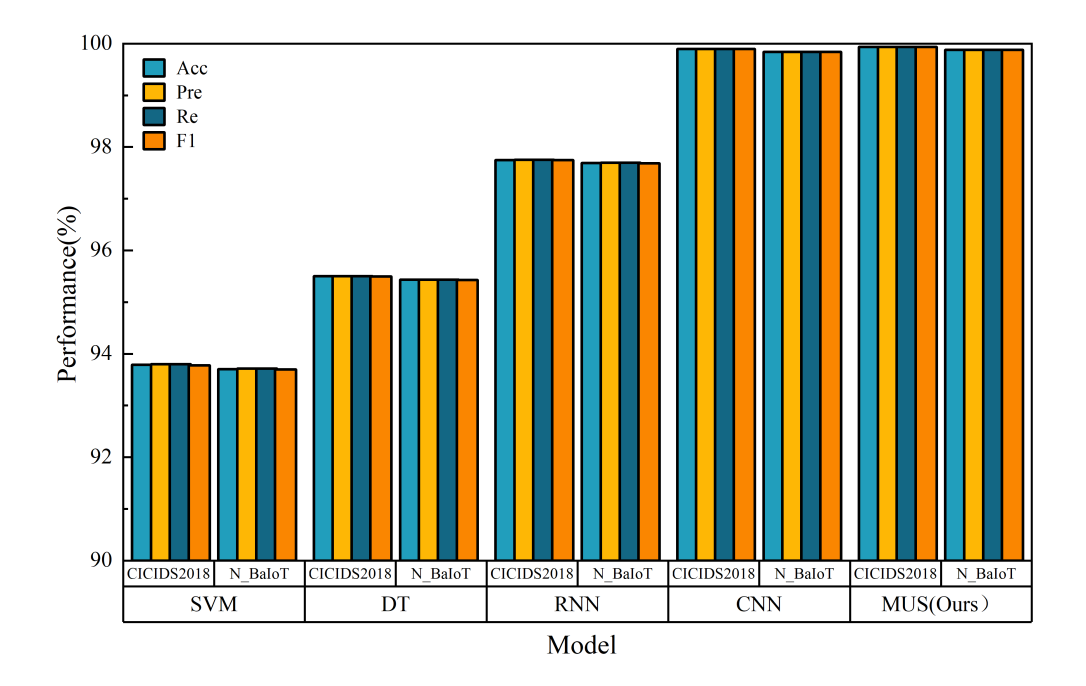 100
98
96
94
92
90
Performance(%)
Acc
Pre
Re
F1
CICIDS2018 N_BaIoT CICIDS2018 N_BaIoT CICIDS2018 N_BaIoT CICIDS2018 N_BaIoT CICIDS2018 N_BaIoT
SVM DT RNN CNN MUS(Ours）
Model